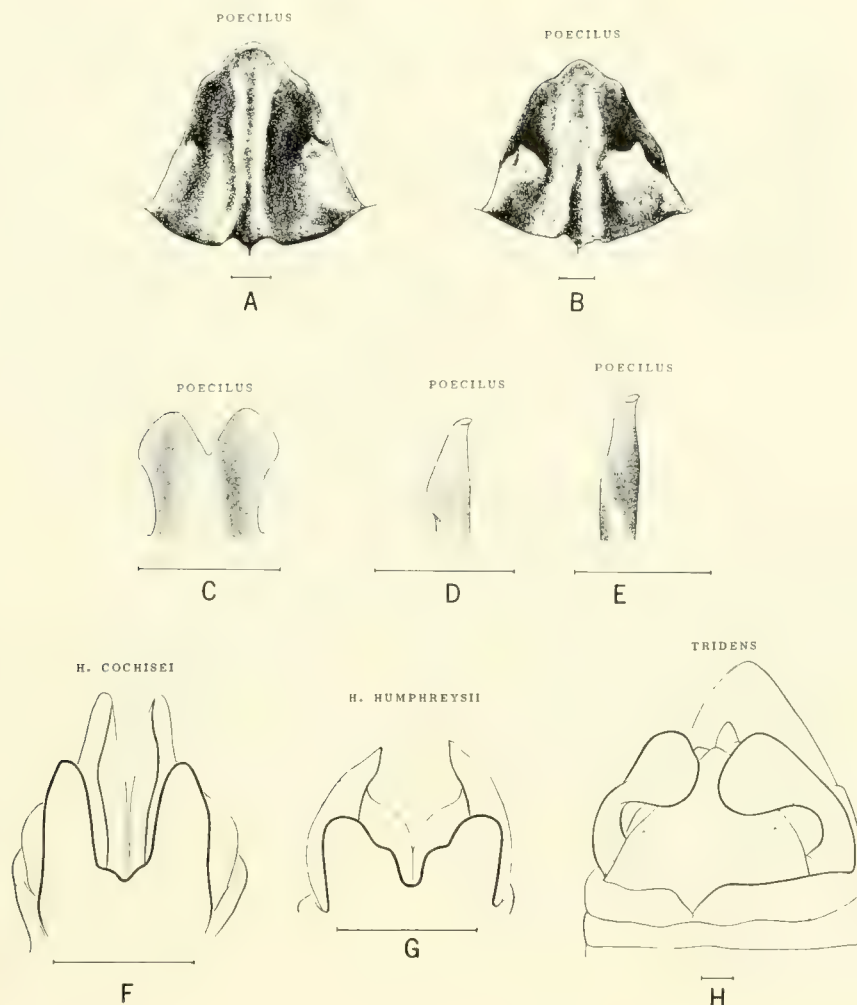 POECILUS
POECILUS
A
B
POECILUS
POECILUS
POECILUS
C
D
E
H. COCHISEI
H. HUMPHREYSII
TRIDENS
F
G
H